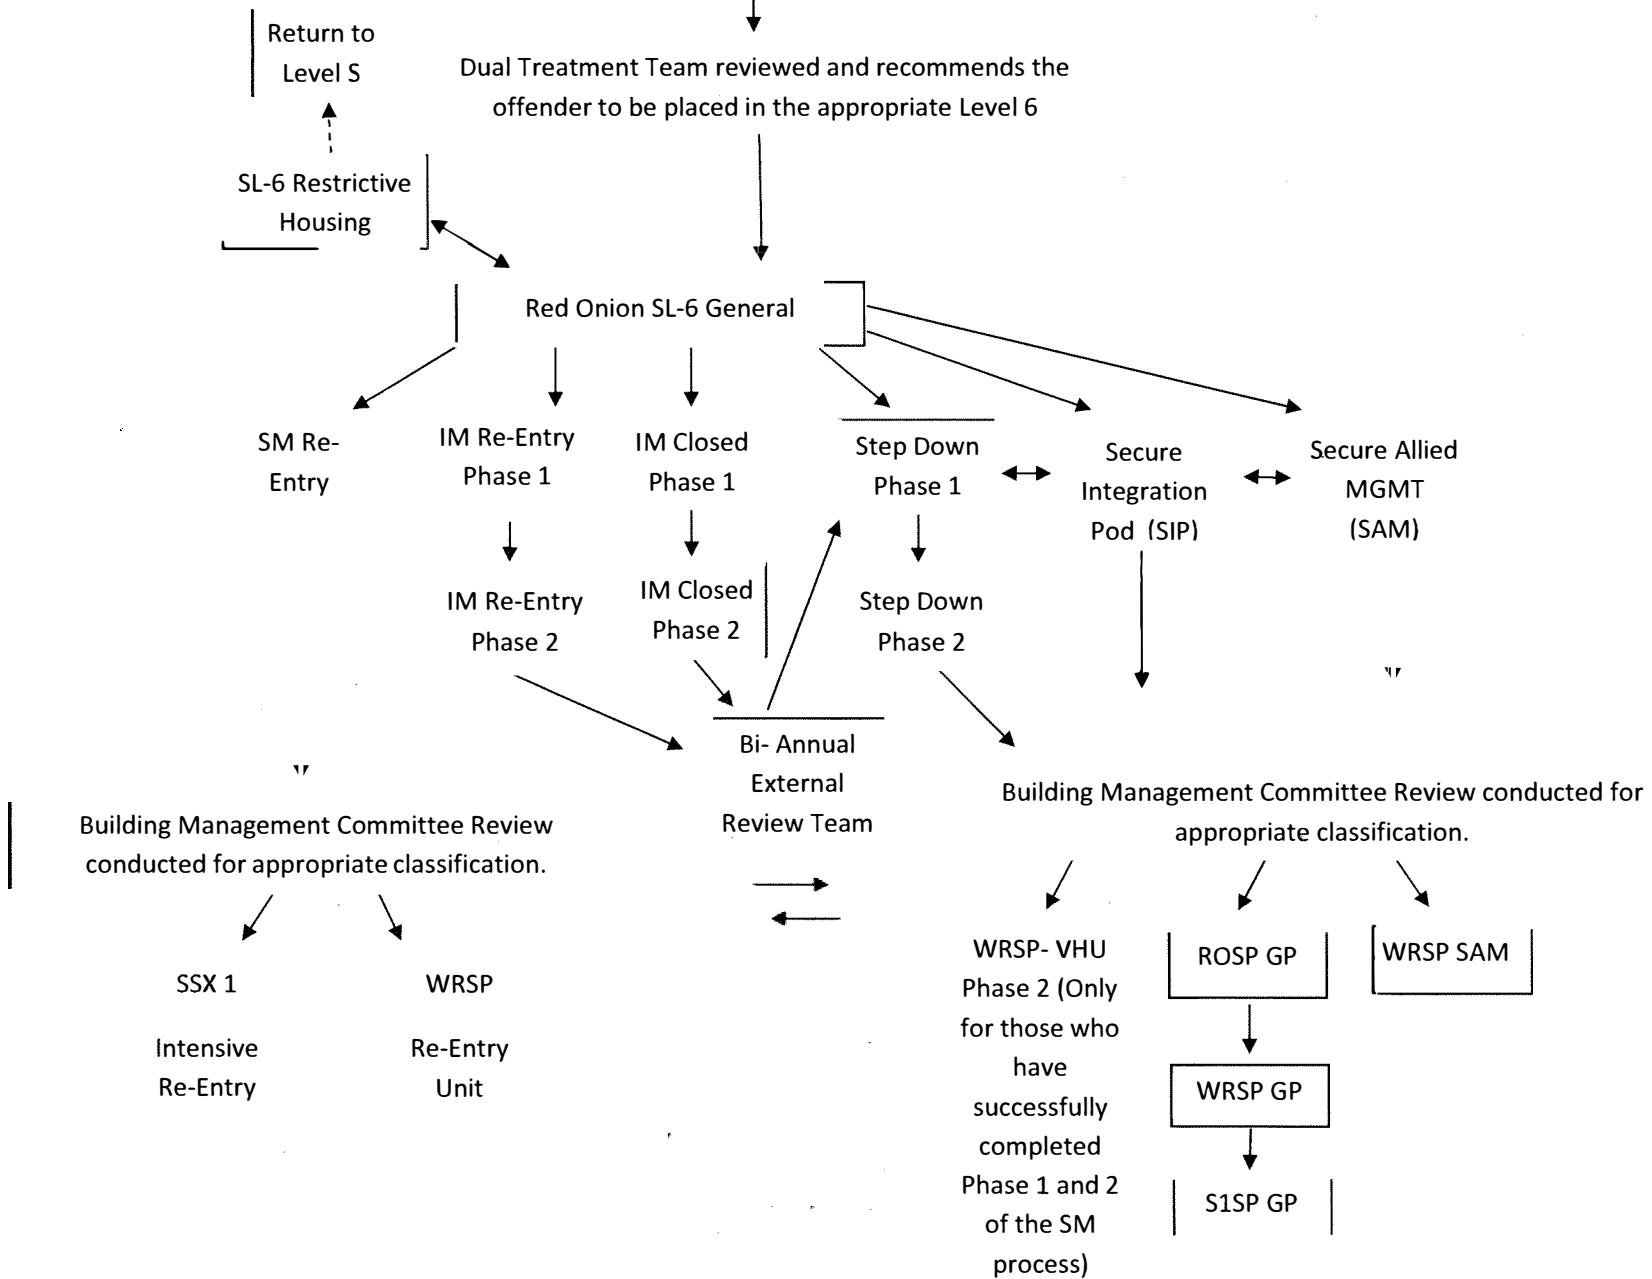 Return to
Level S
Dual Treatment Team reviewed and recommends the
offender to be placed in the appropriate Level 6
SL-6 Restrictive
Housing
Red Onion SL-6 General
SM Re-
Entry
IM Re-Entry
Phase 1
IM Closed
Phase 1
Step Down
Phase 1
Secure
Integration
Pod (SIP)
Secure Allied
MGMT
(SAM)
IM Re-Entry
Phase 2
IM Closed
Phase 2
Step Down
Phase 2
Bi- Annual
External
Review Team
Building Management Committee Review
conducted for appropriate classification.
Building Management Committee Review conducted for
appropriate classification.
SSX 1
Intensive
Re-Entry
WRSP
Re-Entry
Unit
WRSP- VHU
Phase 2 (Only
for those who
have
successfully
completed
Phase 1 and 2
of the SM
process)
ROSP GP
WRSP GP
S1SP GP
WRSP SAM